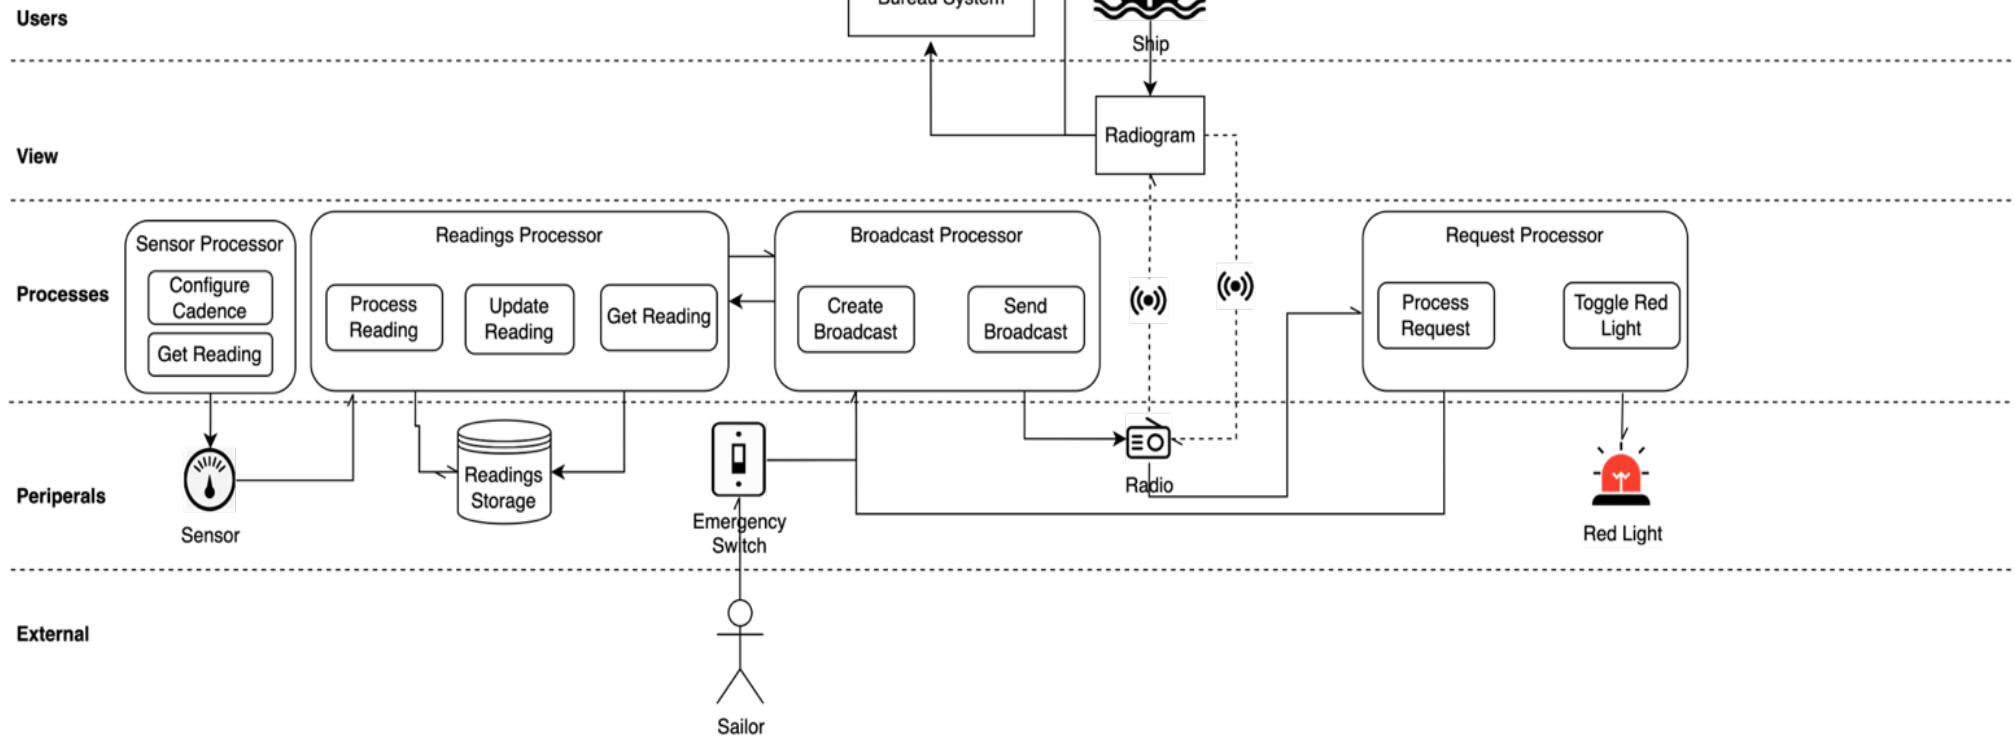 Users
Bureau System
Ship
View
Radiogram
Processes
Sensor Processor
Configure
Cadence
Get Reading
Readings Processor
Process
Reading
Update
Reading
Get Reading
Broadcast Processor
Create
Broadcast
Send
Broadcast
Request Processor
Process
Request
Toggle Red
Light
Periperals
Sensor
Readings
Storage
Emergency
Switch
Radio
Red Light
External
Sailor